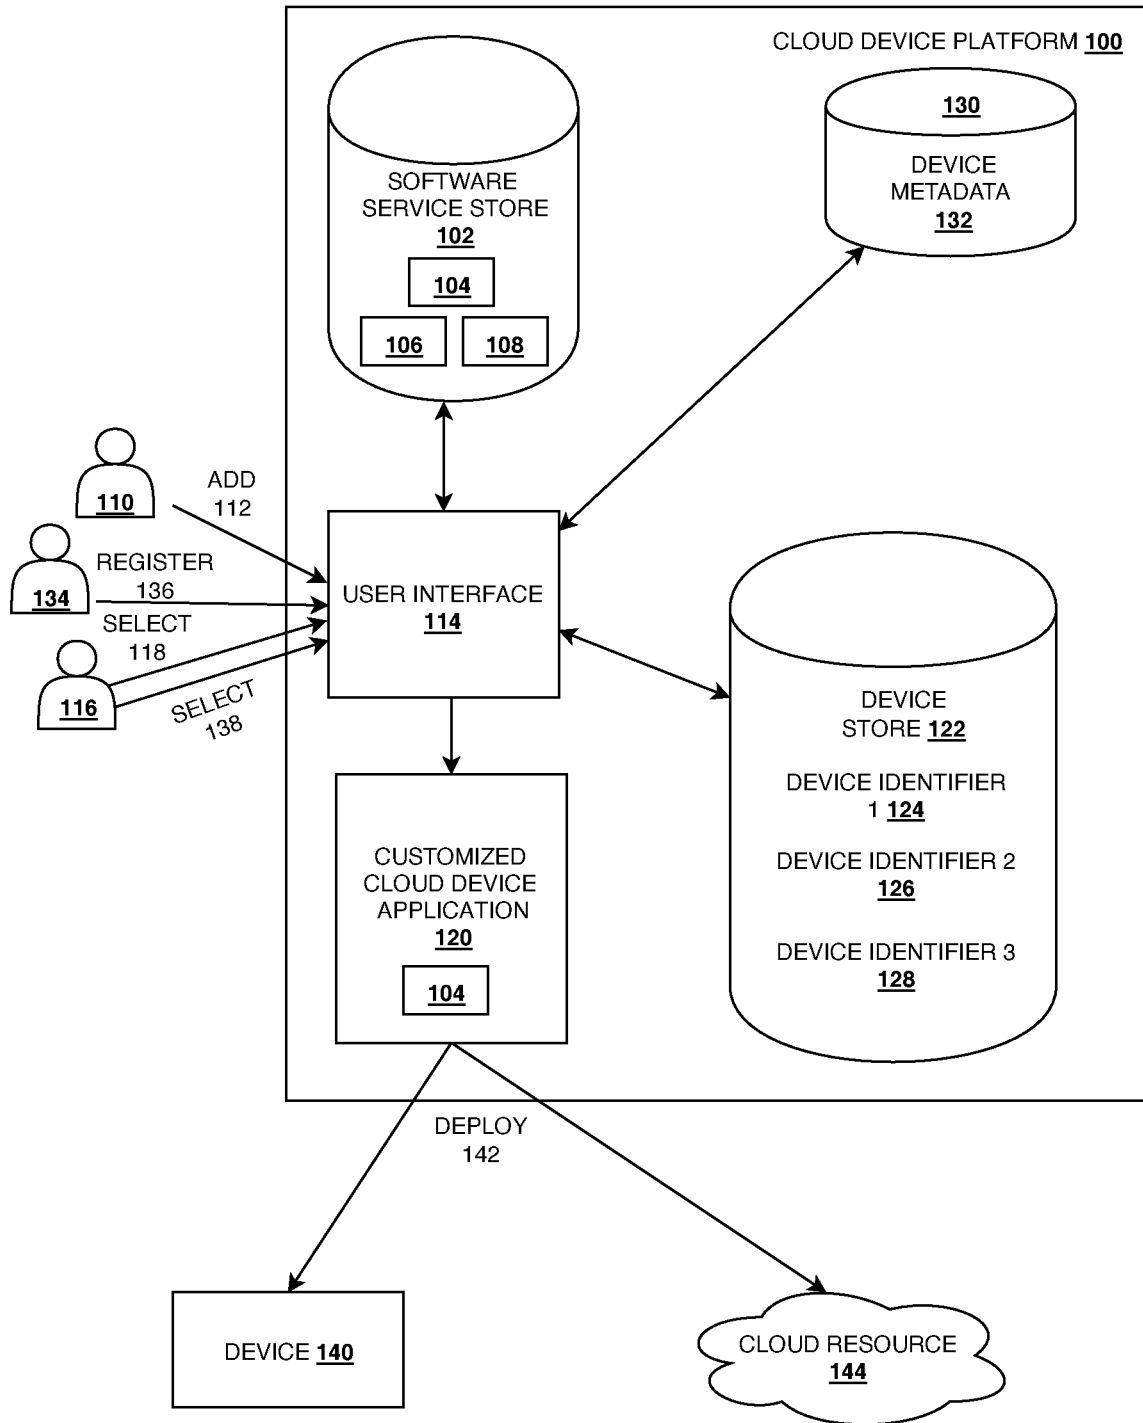 CLOUD DEVICE PLATFORM 100
130
DEVICE
METADATA
132
SOFTWARE
SERVICE STORE
102
104
106 108
110
ADD
112
134
REGISTER
136
SELECT
118
116
SELECT
138
USER INTERFACE
114
DEVICE
STORE 122
DEVICE IDENTIFIER
1 124
DEVICE IDENTIFIER 2
126
DEVICE IDENTIFIER 3
128
CUSTOMIZED
CLOUD DEVICE
APPLICATION
120
104
DEPLOY
142
DEVICE 140
CLOUD RESOURCE
144